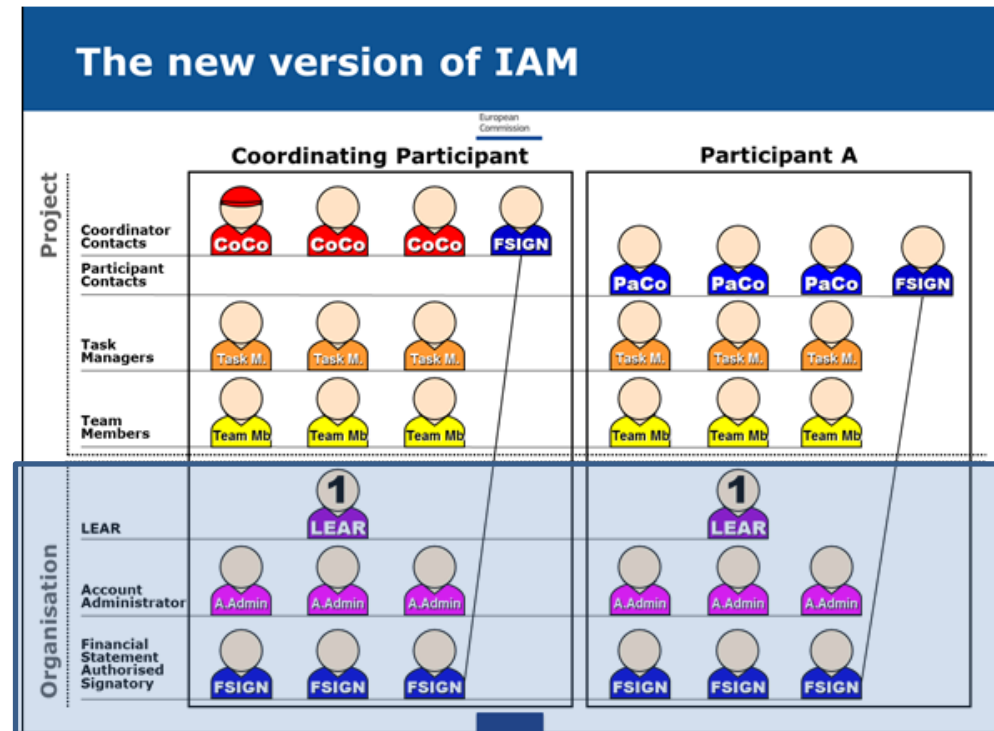 The new version of IAM
European
Commission
Coordinating Participant
Participant A
Project
Coordinator
Contacts
CoCo CoCo CoCo FSIGN
Participant
Contacts
PaCo PaCo PaCo FSIGN
Task
Managers
Task M. Task M. Task M. Task M. Task M. Task M.
Team
Members
Team Mb Team Mb Team Mb Team Mb Team Mb Team Mb
Organisation
1 1
LEAR
LEAR LEAR
Account
Administrator
A.Admin A.Admin A.Admin A.Admin A.Admin A.Admin
Financial
Statement
Authorised
Signatory
FSIGN FSIGN FSIGN FSIGN FSIGN FSIGN